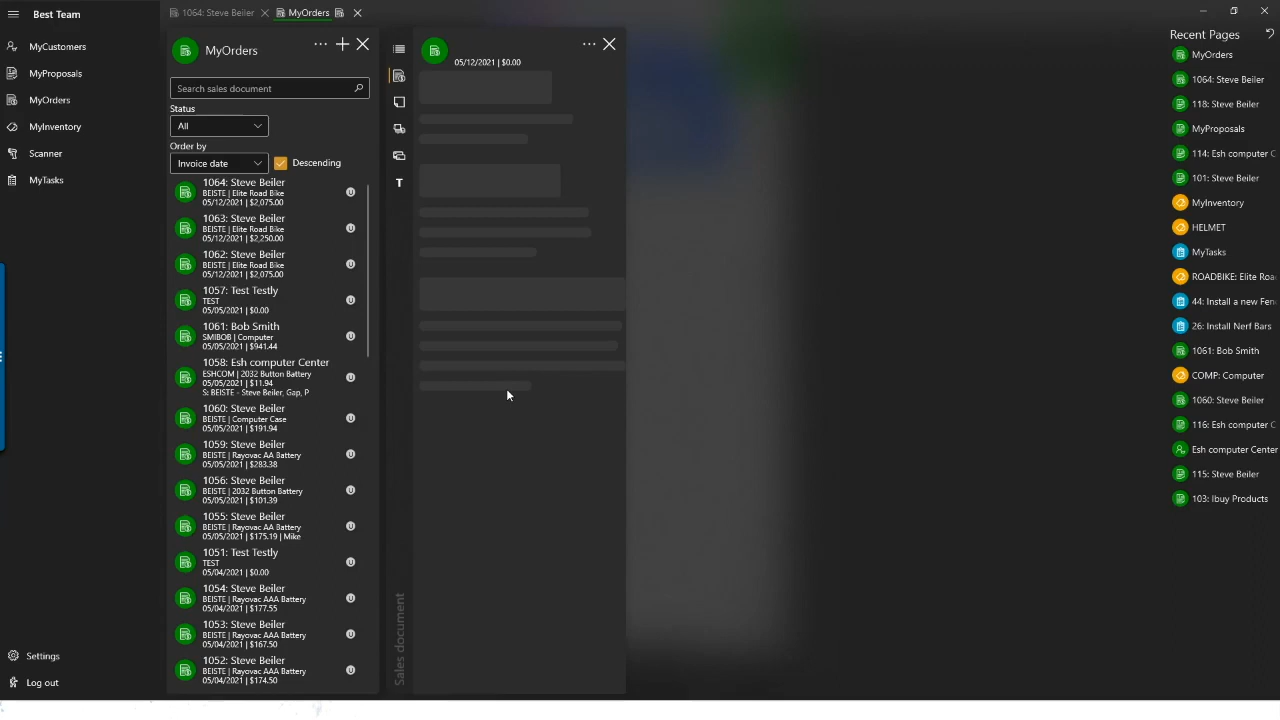 Best Team
MyCustomers
MyProposals
MyOrders
MyInventory
Scanner
MyTasks
Settings
Log out
1064: Steve Beiler
MyOrders
MyOrders
Search sales document
Status
All
Order by
Invoice date
Descending
1064: Steve Beiler
BEISTE | Elite Road Bike
05/12/2021 | $2,075.00
U
1063: Steve Beiler
BEISTE | Elite Road Bike
05/12/2021 | $2,250.00
U
1062: Steve Beiler
BEISTE | Elite Road Bike
05/12/2021 | $2,075.00
U
1057: Test Testly
TEST
05/05/2021 | $0.00
U
1061: Bob Smith
SMIBOB | Computer
05/05/2021 | $941.44
U
1058: Esh computer Center
ESHCOM | 2032 Button Battery
05/05/2021 | $11.94
S: BEISTE - Steve Beiler, Gap, P
U
1060: Steve Beiler
BEISTE | Computer Case
05/05/2021 | $191.94
U
1059: Steve Beiler
BEISTE | Rayovac AA Battery
05/05/2021 | $283.38
U
1056: Steve Beiler
BEISTE | 2032 Button Battery
05/05/2021 | $101.39
U
1055: Steve Beiler
BEISTE | Rayovac AA Battery
05/05/2021 | $175.19 | Mike
U
1051: Test Testly
TEST
05/04/2021 | $0.00
U
1054: Steve Beiler
BEISTE | Rayovac AAA Battery
05/04/2021 | $177.55
U
1053: Steve Beiler
BEISTE | Rayovac AAA Battery
05/04/2021 | $167.50
U
1052: Steve Beiler
BEISTE | Rayovac AAA Battery
05/04/2021 | $174.50
U
T
Sales document
05/12/2021 | $0.00
Recent Pages
MyOrders
1064: Steve Beiler
118: Steve Beiler
MyProposals
114: Esh computer C
101: Steve Beiler
MyInventory
HELMET
MyTasks
ROADBIKE: Elite Roa
44: Install a new Fen
26: Install Nerf Bars
1061: Bob Smith
COMP: Computer
1060: Steve Beiler
116: Esh computer C
Esh computer Center
115: Steve Beiler
103: Ibuy Products